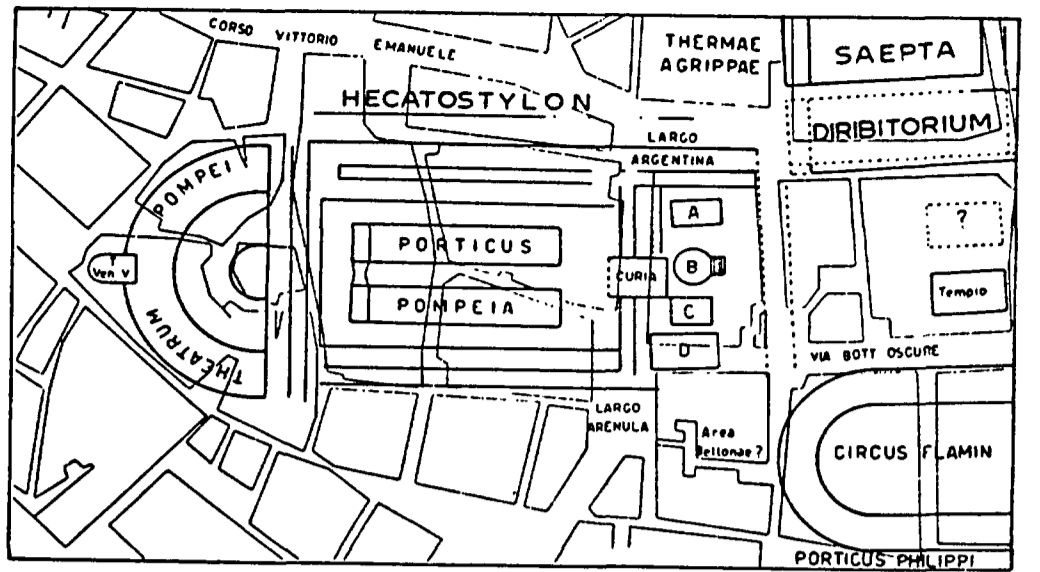 CORSO VITTORIO EMANUELE
THERMAE
AGRIPPAE
SAEPTA
HECATOSTYLON
DIRIBITORIUM
LARGO
ARGENTINA
THEATRUM POMPEI
A
?
PORTICUS
Ven V
CURIA
B
Tempio
POMPEIA
C
D
VIA BOTT OSCURE
LARGO
ARENULA
Area
Bellonae ?
CIRCUS FLAMIN
PORTICUS PHILIPPI